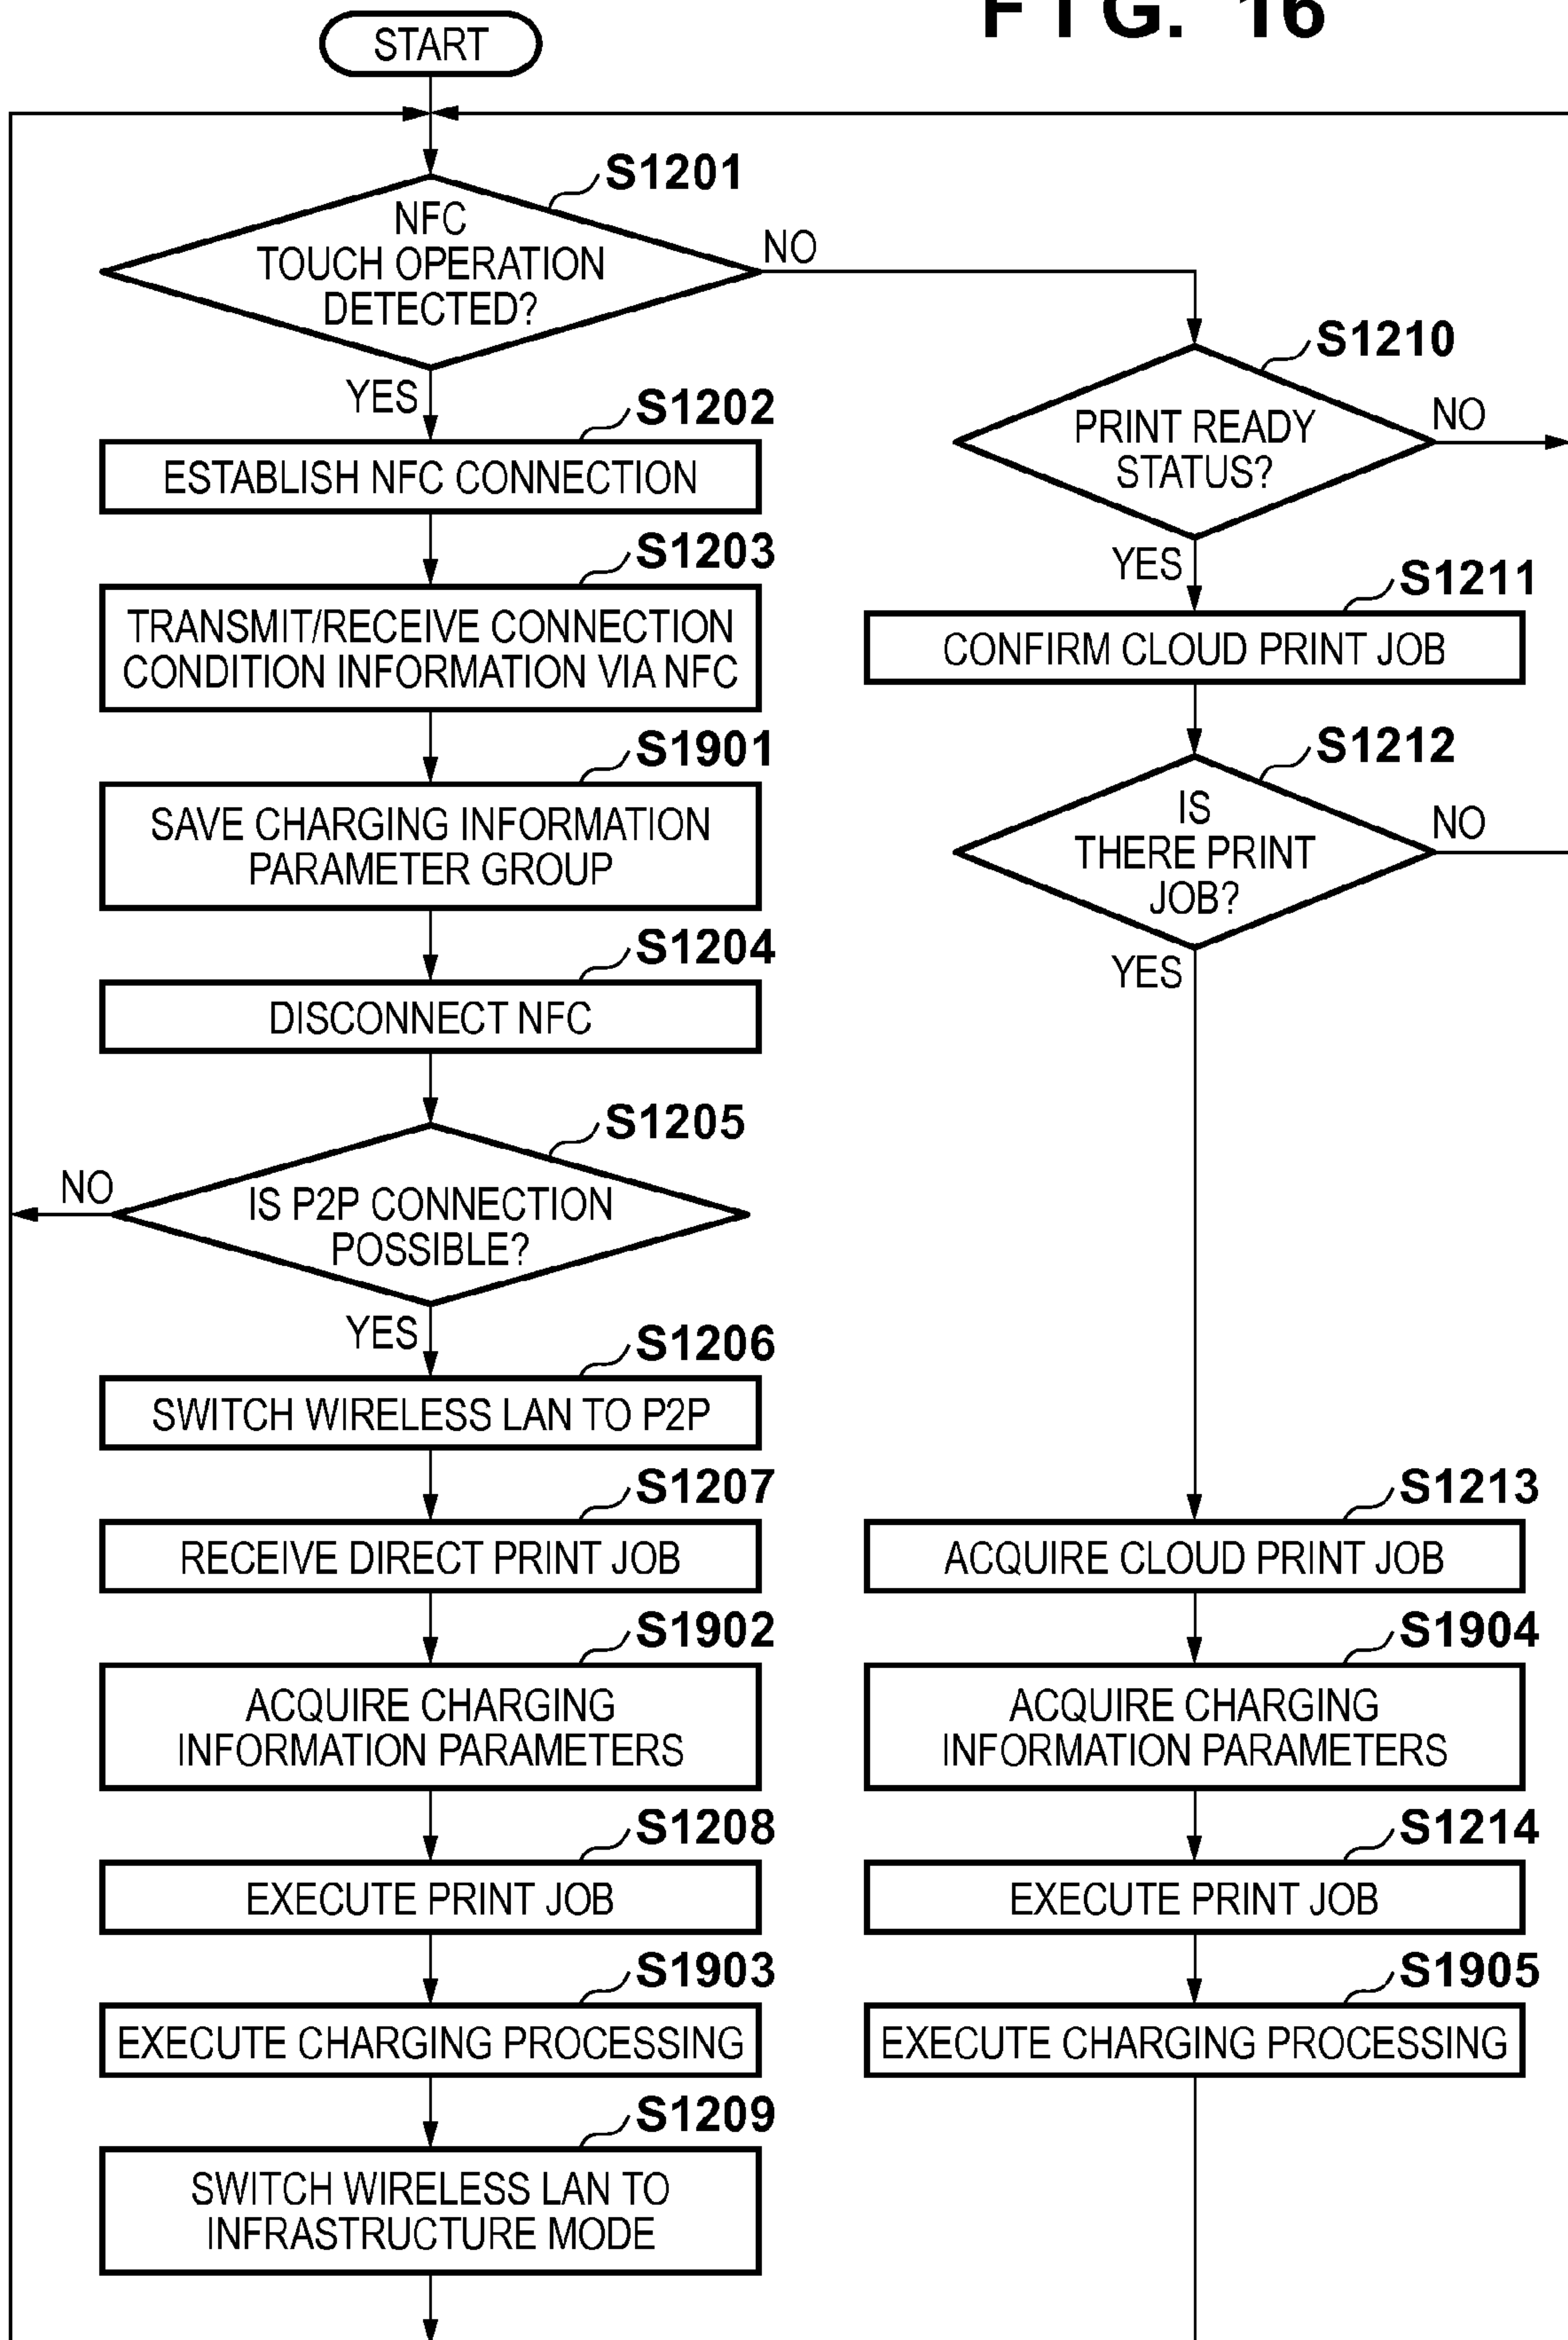 FIG. 16
START
S1201
NFC
TOUCH OPERATION
DETECTED?
NO
YES
S1202
ESTABLISH NFC CONNECTION
S1203
TRANSMIT/RECEIVE CONNECTION
CONDITION INFORMATION VIA NFC
S1901
SAVE CHARGING INFORMATION
PARAMETER GROUP
S1204
DISCONNECT NFC
S1205
IS P2P CONNECTION
POSSIBLE?
NO
YES
S1206
SWITCH WIRELESS LAN TO P2P
S1207
RECEIVE DIRECT PRINT JOB
S1902
ACQUIRE CHARGING
INFORMATION PARAMETERS
S1208
EXECUTE PRINT JOB
S1903
EXECUTE CHARGING PROCESSING
S1209
SWITCH WIRELESS LAN TO
INFRASTRUCTURE MODE
S1210
PRINT READY
STATUS?
NO
YES
S1211
CONFIRM CLOUD PRINT JOB
S1212
IS
THERE PRINT
JOB?
NO
YES
S1213
ACQUIRE CLOUD PRINT JOB
S1904
ACQUIRE CHARGING
INFORMATION PARAMETERS
S1214
EXECUTE PRINT JOB
S1905
EXECUTE CHARGING PROCESSING